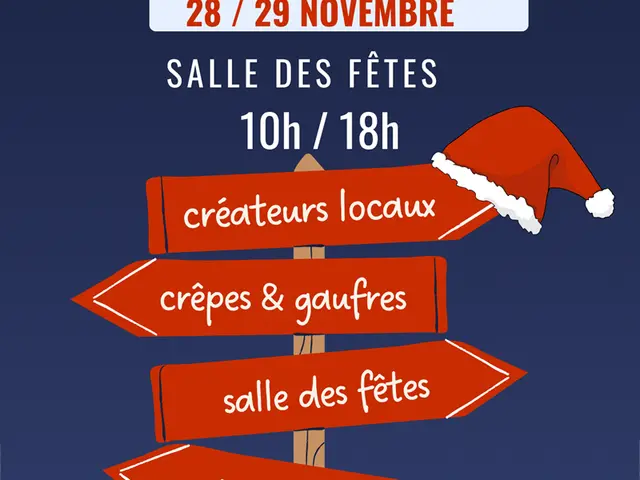 28 / 29 NOVEMBRE
SALLE DES FÊTES
10h / 18h
créateurs locaux
crêpes & gaufres
salle des fêtes